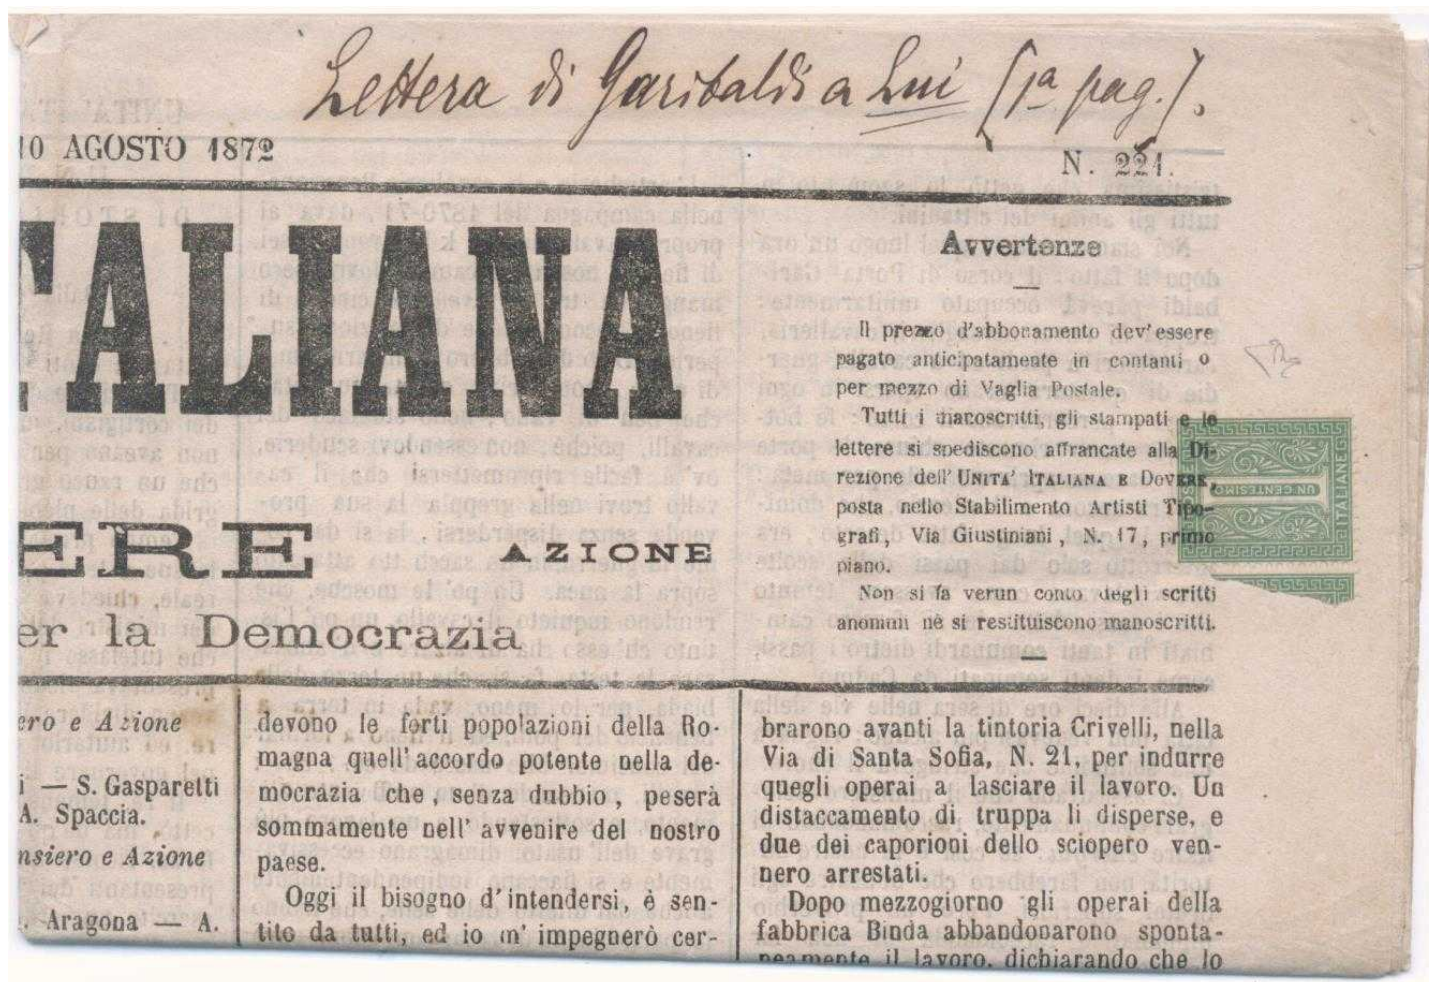 Lettera di Garibaldi a Lui (1ª pag.).
10 AGOSTO 1872
N. 221.
TALIANA
ERE AZIONE
er la Democrazia
Avvertenze
Il prezzo d'abbonamento dev'essere
pagato anticipatamente in contanti o
per mezzo di Vaglia Postale.
Tutti i manoscritti, gli stampati e le
lettere si spediscono affrancate alla Di-
rezione dell'UNITA' ITALIANA E DOVERE,
posta nello Stabilimento Artisti Tipo-
grafi, Via Giustiniani, N. 17, primo
piano.
Non si fa verun conto degli scritti
anonimi nè si restituiscono manoscritti.
UN CENTESIMO
ITALIANE
ero e Azione
i — S. Gasparetti
A. Spaccia.
nsiero e Azione
. Aragona — A.
devono le forti popolazioni della Ro-
magna quell'accordo potente nella de-
mocrazia che, senza dubbio, peserà
sommamente nell'avvenire del nostro
paese.
Oggi il bisogno d'intendersi, è sen-
tito da tutti, ed io m'impegnerò cer-
brarono avanti la tintoria Crivelli, nella
Via di Santa Sofia, N. 21, per indurre
quegli operai a lasciare il lavoro. Un
distaccamento di truppa li disperse, e
due dei caporioni dello sciopero ven-
nero arrestati.
Dopo mezzogiorno gli operai della
fabbrica Binda abbandonarono sponta-
neamente il lavoro, dichiarando che lo